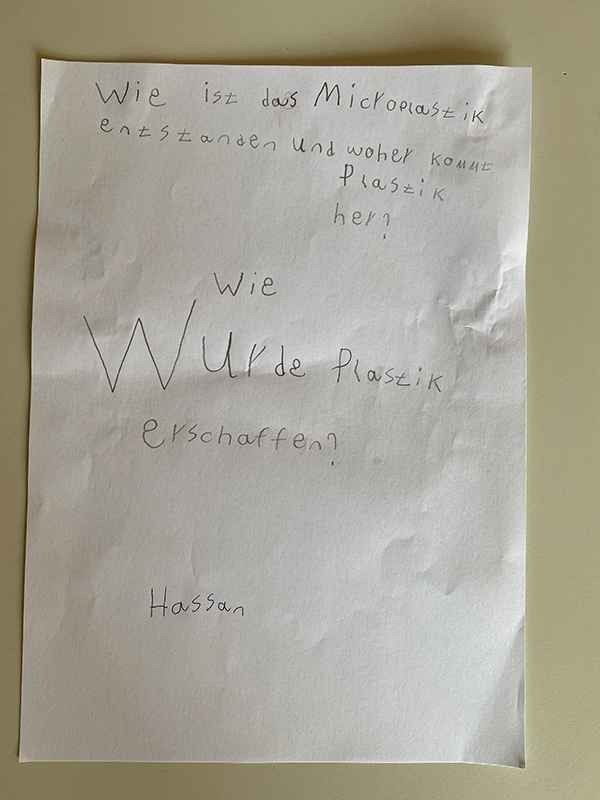 Wie ist das Microplastik
entstanden und woher kommt
Plastik
her?
Wie
Wurde Plastik
erschaffen?
Hassan